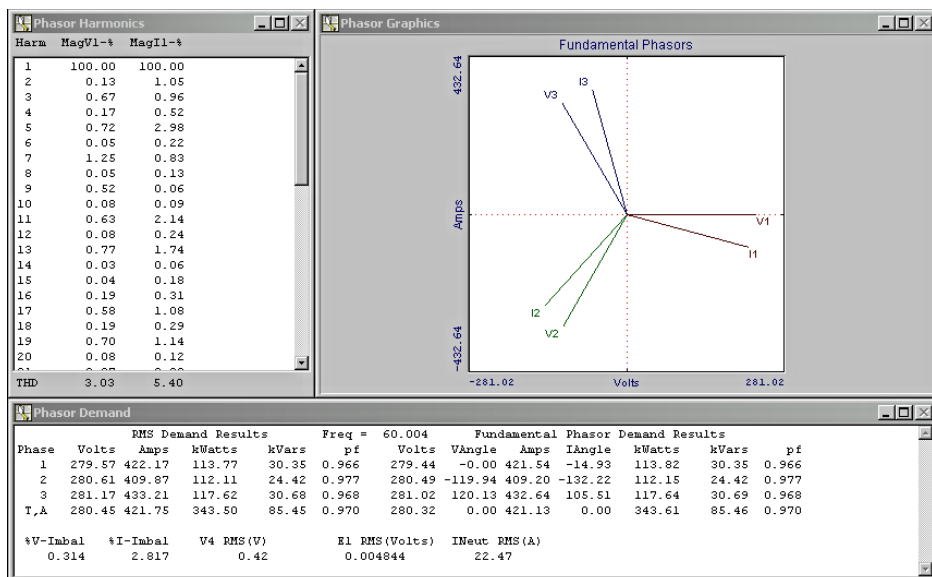 Phasor Harmonics
Harm MagV1-% MagI1-%
1 100.00 100.00
2 0.13 1.05
3 0.67 0.96
4 0.17 0.52
5 0.72 2.98
6 0.05 0.22
7 1.25 0.83
8 0.05 0.13
9 0.52 0.06
10 0.08 0.09
11 0.63 2.14
12 0.08 0.24
13 0.77 1.74
14 0.03 0.06
15 0.04 0.18
16 0.19 0.31
17 0.58 1.08
18 0.19 0.29
19 0.70 1.14
20 0.08 0.12
THD 3.03 5.40
Phasor Graphics
Fundamental Phasors
432.64
Amps
-432.64
V3
I3
V1
I1
I2
V2
-281.02 Volts 281.02
Phasor Demand
RMS Demand Results Freq = 60.004 Fundamental Phasor Demand Results
Phase Volts Amps kWatts kVars pf Volts VAngle Amps IAngle kWatts kVars pf
1 279.57 422.17 113.77 30.35 0.966 279.44 -0.00 421.54 -14.93 113.82 30.35 0.966
2 280.61 409.87 112.11 24.42 0.977 280.49 -119.94 409.20 -132.22 112.15 24.42 0.977
3 281.17 433.21 117.62 30.68 0.968 281.02 120.13 432.64 105.51 117.64 30.69 0.968
T,A 280.45 421.75 343.50 85.45 0.970 280.32 0.00 421.13 0.00 343.61 85.46 0.970
%V-Imbal %I-Imbal V4 RMS(V) E1 RMS(Volts) INeut RMS(A)
0.314 2.817 0.42 0.004844 22.47